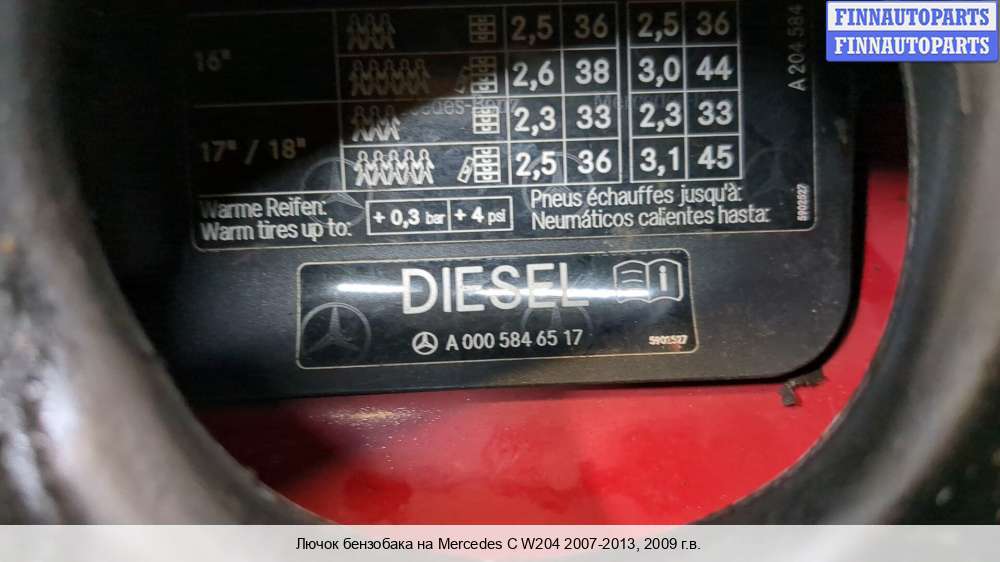 FINNAUTOPARTS
FINNAUTOPARTS
16"
2,5 36 2,5 36
2,6 38 3,0 44
17" / 18"
2,3 33 2,3 33
2,5 36 3,1 45
A 204 584
Warme Reifen:
Warm tires up to:
+ 0,3 bar + 4 psi
Pneus échauffes jusqu'à:
Neumáticos calientes hasta:
5902527
DIESEL
A 000 584 65 17
5902527
Лючок бензобака на Mercedes C W204 2007-2013, 2009 г.в.